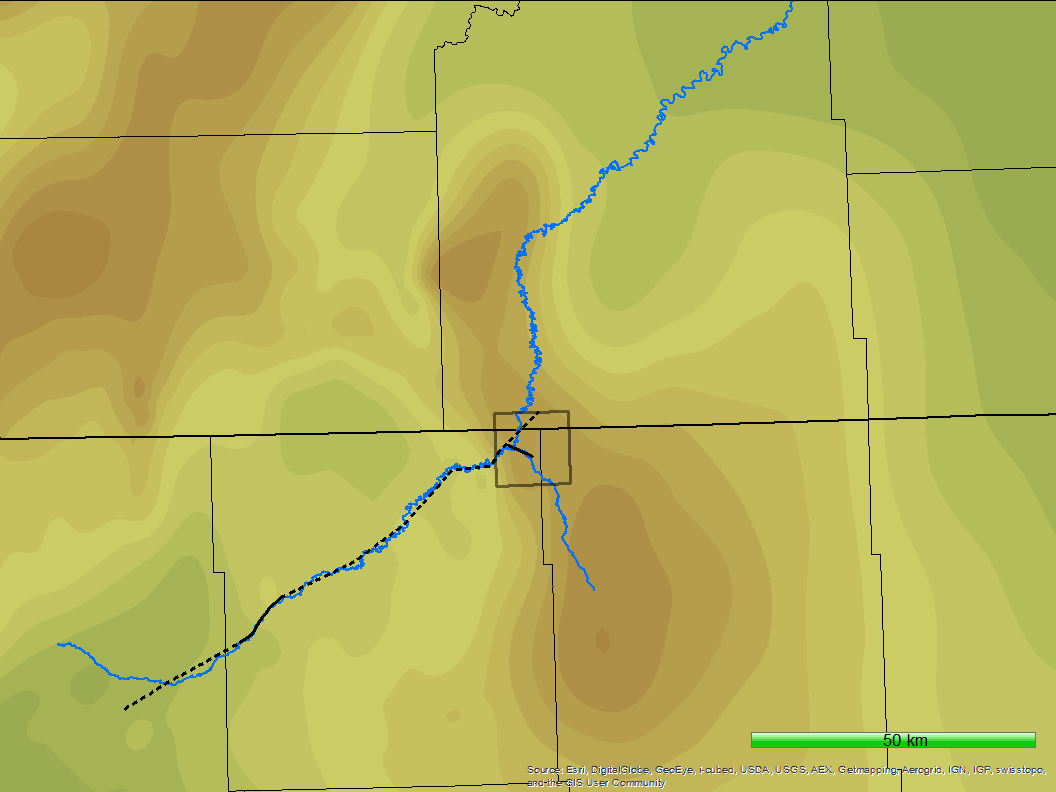 50 km
Source: Esri, DigitalGlobe, GeoEye, i-cubed, USDA, USGS, AEX, Getmapping, Aerogrid, IGN, IGP, swisstopo,
and the GIS User Community